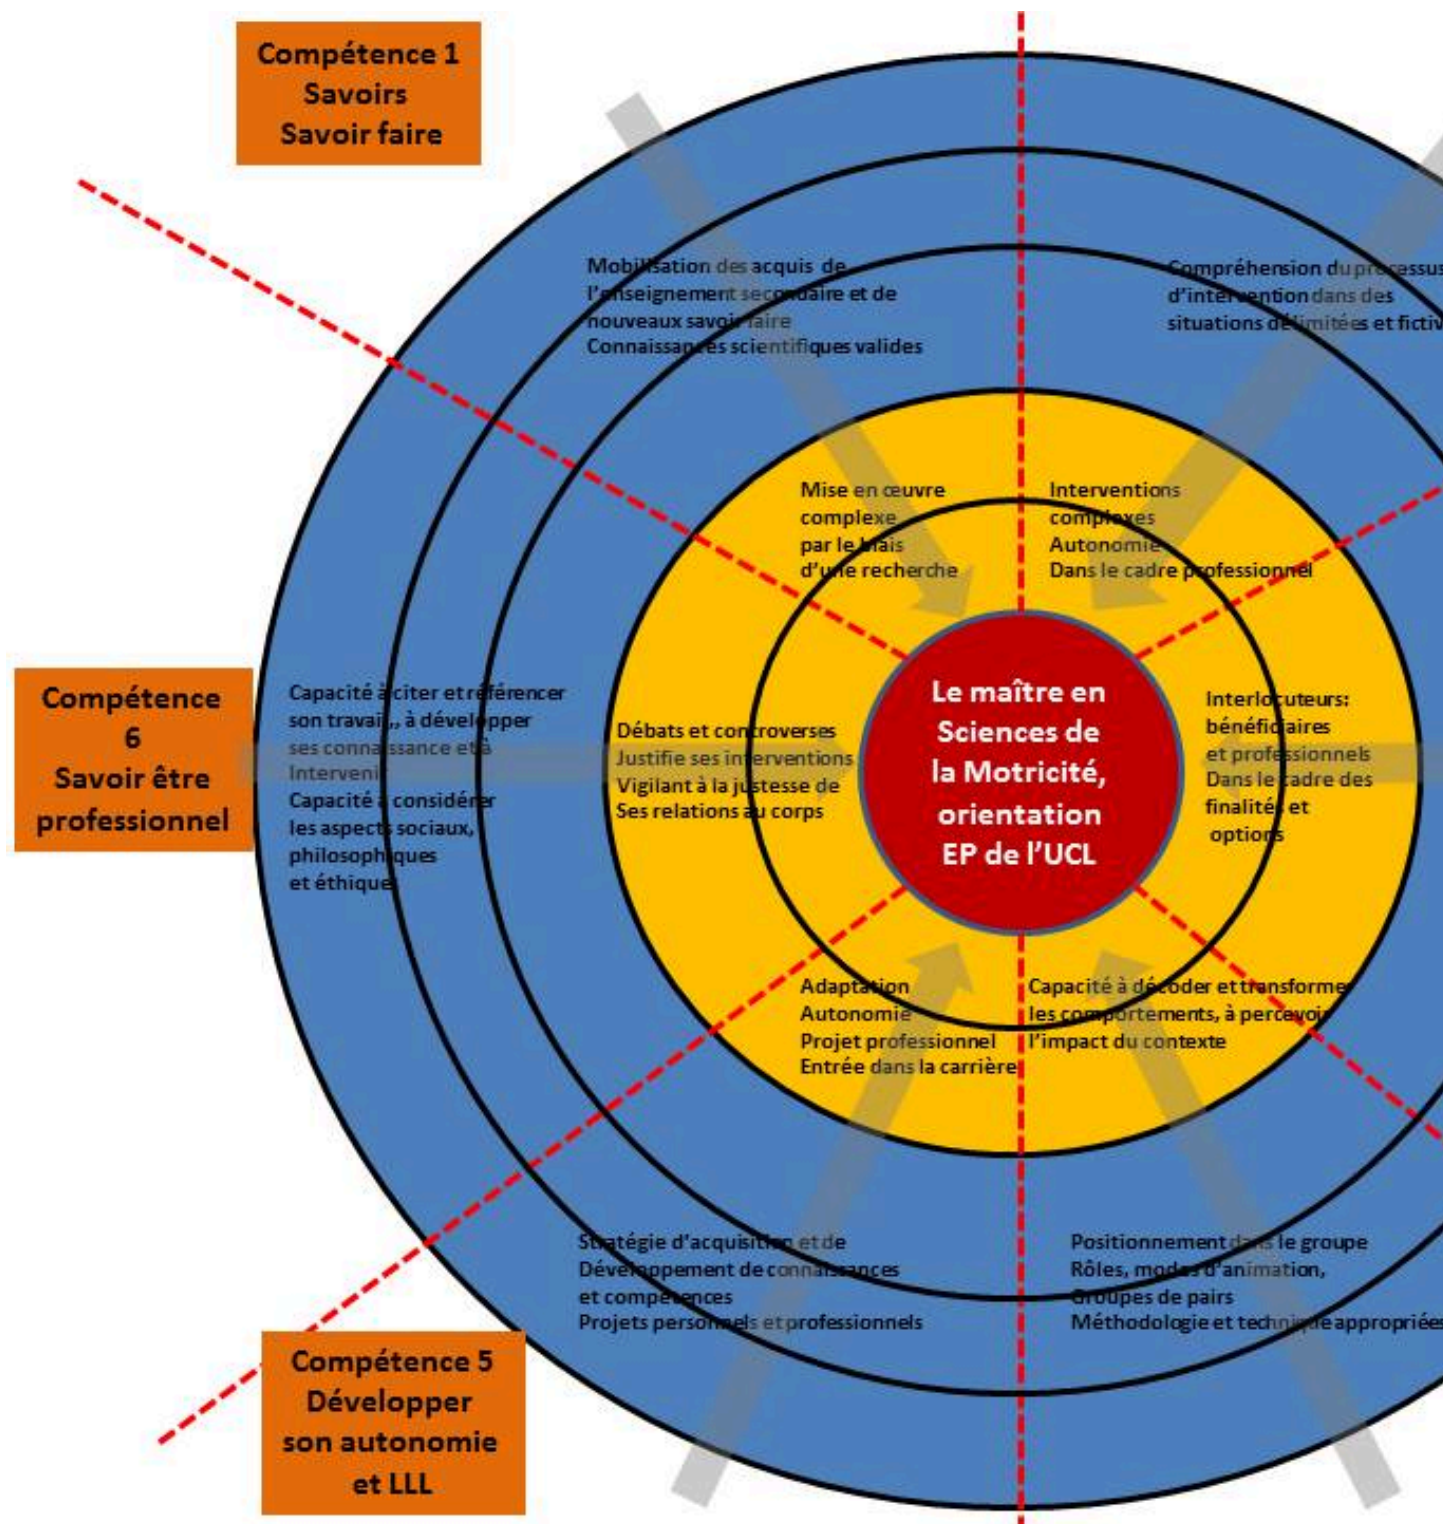 Compétence 1
Savoirs
Savoir faire
Mobilisation des acquis de
l'enseignement secondaire et de
nouveaux savoir faire
Connaissances scientifiques valides
Compréhension du processus
d'intervention dans des
situations délimitées et fictiv
Mise en œuvre
complexe
par le biais
d'une recherche
Interventions
complexes
Autonomie
Dans le cadre professionnel
Compétence
6
Savoir être
professionnel
Capacité à citer et référencer
son travail,, à développer
ses connaissance et à
Intervenir
Capacité à considérer
les aspects sociaux,
philosophiques
et éthiques
Débats et controverses
Justifie ses interventions
Vigilant à la justesse de
Ses relations au corps
Le maître en
Sciences de
la Motricité,
orientation
EP de l'UCL
Interlocuteurs:
bénéficiaires
et professionnels
Dans le cadre des
finalités et
options
Adaptation
Autonomie
Projet professionnel
Entrée dans la carrière
Capacité à décoder et transformer
les comportements, à percevoir
l'impact du contexte
Stratégie d'acquisition et de
Développement de connaissances
et compétences
Projets personnels et professionnels
Positionnement dans le groupe
Rôles, modes d'animation,
Groupes de pairs
Méthodologie et technique appropriées
Compétence 5
Développer
son autonomie
et LLL